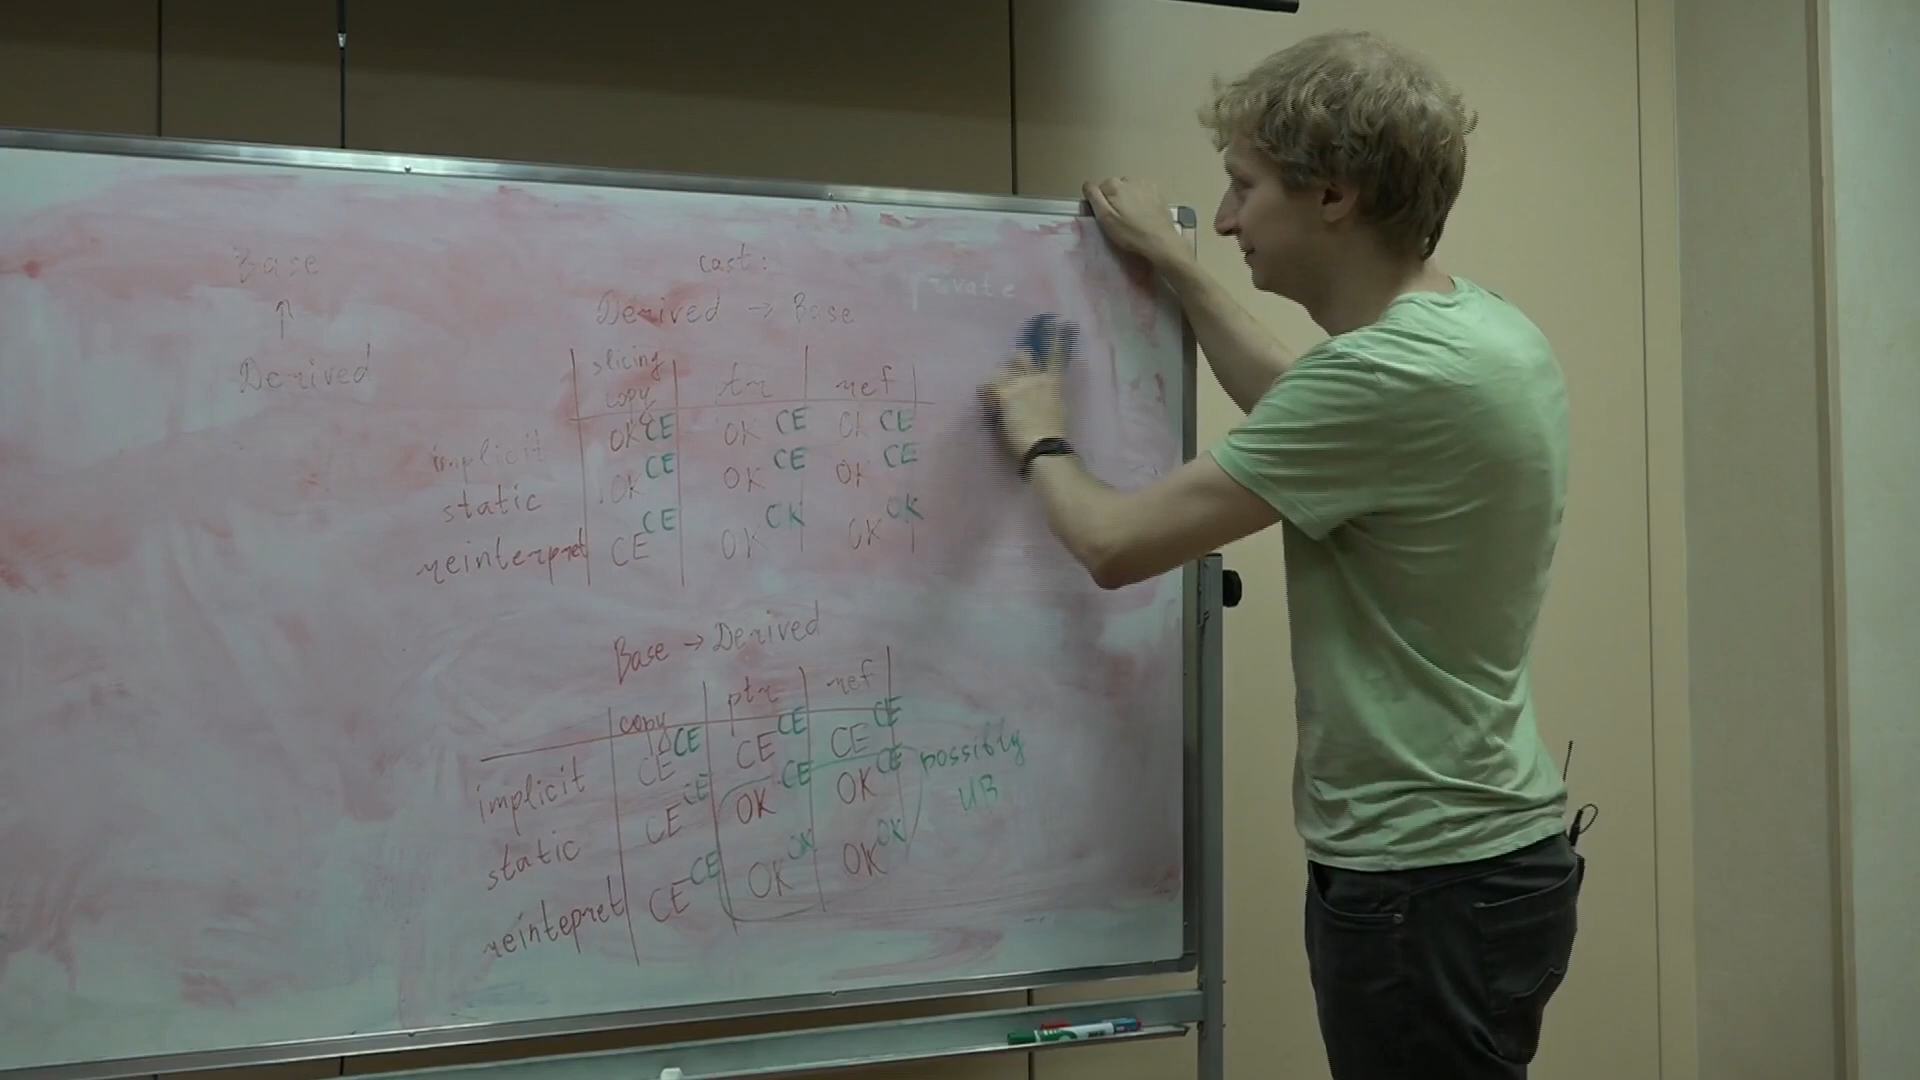 Base
↑
Derived
cast:
private
Derived → Base
slicing copy ptr ref
implicit OK CE OK CE OK CE
static OK CE OK CE OK CE
reinterpret CE CE OK OK OK OK
Base → Derived
copy ptr ref
implicit CE CE CE CE CE CE
static CE CE OK CE OK CE
reintepret CE CE OK OK OK OK
possibly
UB